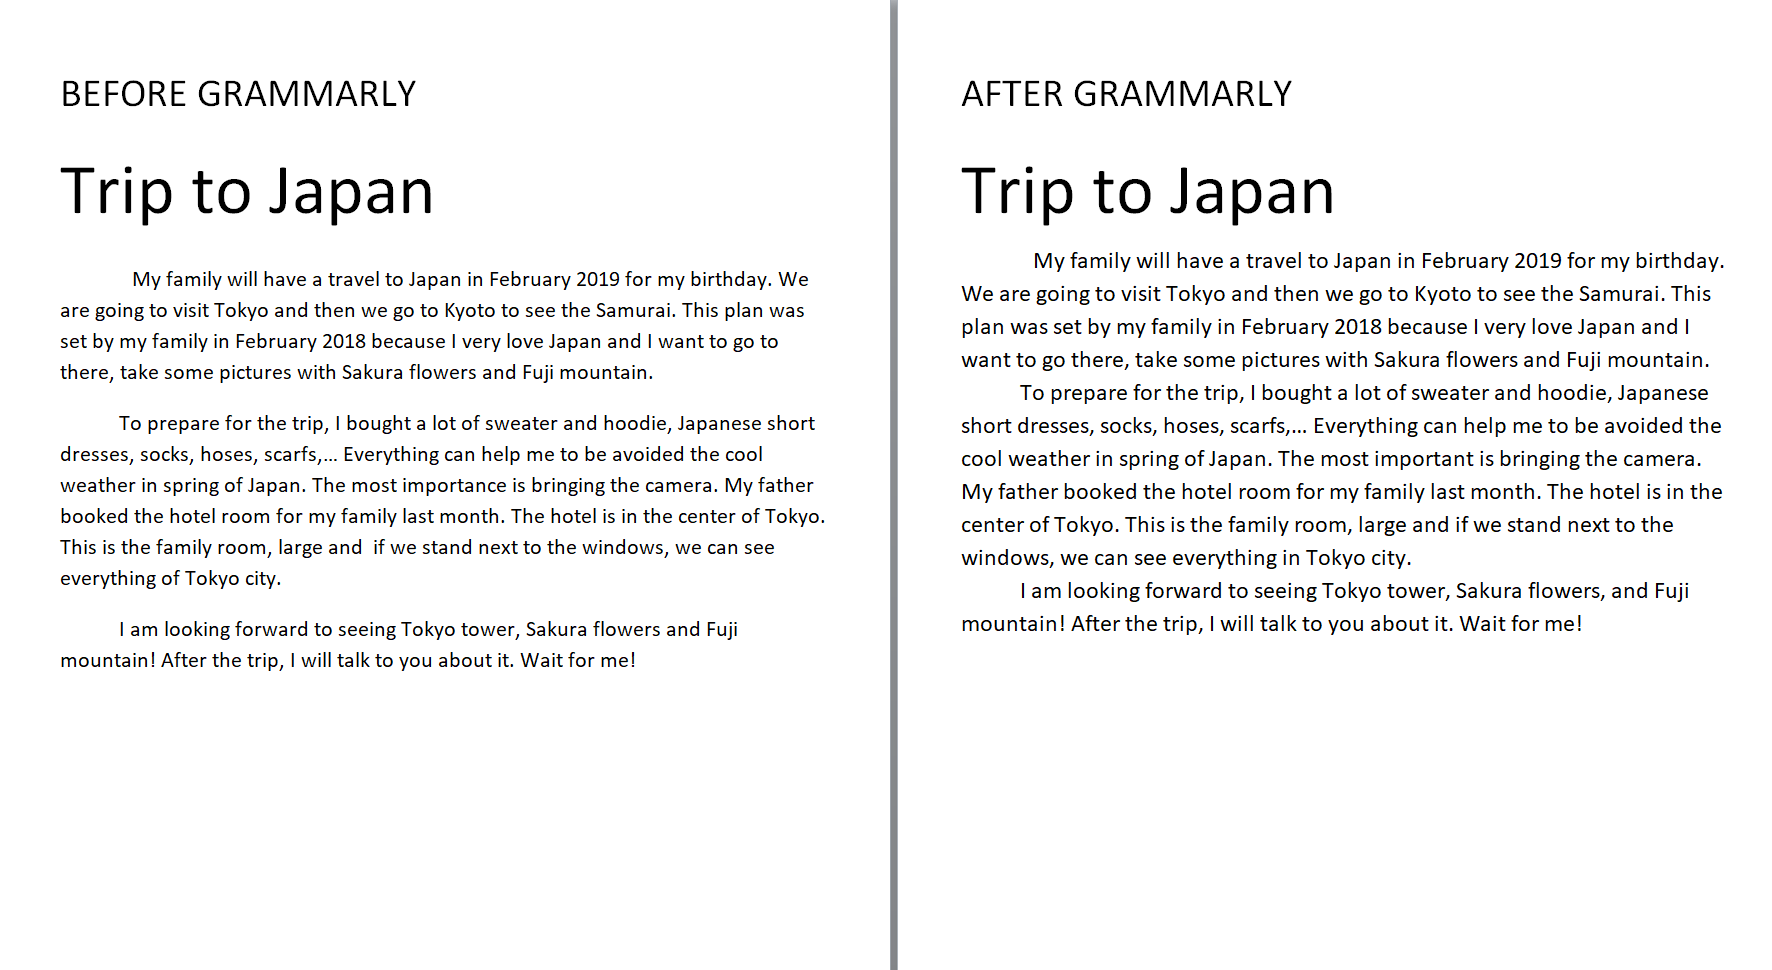 BEFORE GRAMMARLY
Trip to Japan
My family will have a travel to Japan in February 2019 for my birthday. We
are going to visit Tokyo and then we go to Kyoto to see the Samurai. This plan was
set by my family in February 2018 because I very love Japan and I want to go to
there, take some pictures with Sakura flowers and Fuji mountain.
To prepare for the trip, I bought a lot of sweater and hoodie, Japanese short
dresses, socks, hoses, scarfs,... Everything can help me to be avoided the cool
weather in spring of Japan. The most importance is bringing the camera. My father
booked the hotel room for my family last month. The hotel is in the center of Tokyo.
This is the family room, large and  if we stand next to the windows, we can see
everything of Tokyo city.
I am looking forward to seeing Tokyo tower, Sakura flowers and Fuji
mountain! After the trip, I will talk to you about it. Wait for me!
AFTER GRAMMARLY
Trip to Japan
My family will have a travel to Japan in February 2019 for my birthday.
We are going to visit Tokyo and then we go to Kyoto to see the Samurai. This
plan was set by my family in February 2018 because I very love Japan and I
want to go there, take some pictures with Sakura flowers and Fuji mountain.
To prepare for the trip, I bought a lot of sweater and hoodie, Japanese
short dresses, socks, hoses, scarfs,... Everything can help me to be avoided the
cool weather in spring of Japan. The most important is bringing the camera.
My father booked the hotel room for my family last month. The hotel is in the
center of Tokyo. This is the family room, large and if we stand next to the
windows, we can see everything in Tokyo city.
I am looking forward to seeing Tokyo tower, Sakura flowers, and Fuji
mountain! After the trip, I will talk to you about it. Wait for me!